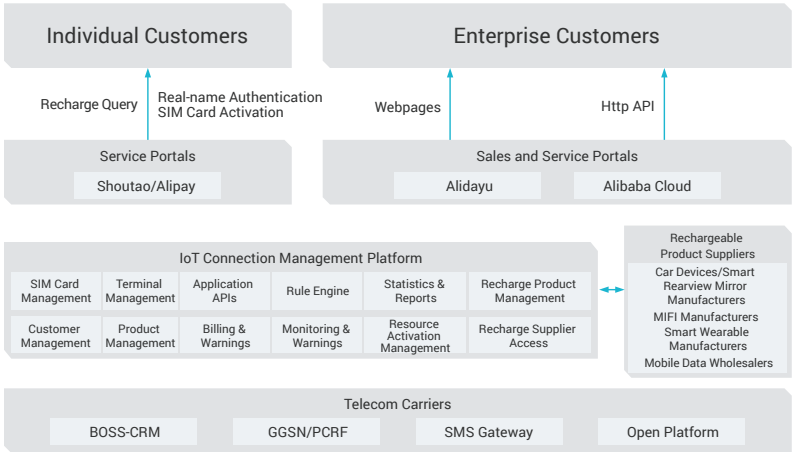 Individual Customers
Enterprise Customers
Recharge Query
Real-name Authentication
SIM Card Activation
Webpages
Http API
Service Portals
Shoutao/Alipay
Sales and Service Portals
Alidayu
Alibaba Cloud
IoT Connection Management Platform
SIM Card
Management
Terminal
Management
Application
APIs
Rule Engine
Statistics &
Reports
Recharge Product
Management
Customer
Management
Product
Management
Billing &
Warnings
Monitoring &
Warnings
Resource
Activation
Management
Recharge Supplier
Access
Rechargeable
Product Suppliers
Car Devices/Smart
Rearview Mirror
Manufacturers
MIFI Manufacturers
Smart Wearable
Manufacturers
Mobile Data Wholesalers
Telecom Carriers
BOSS-CRM
GGSN/PCRF
SMS Gateway
Open Platform